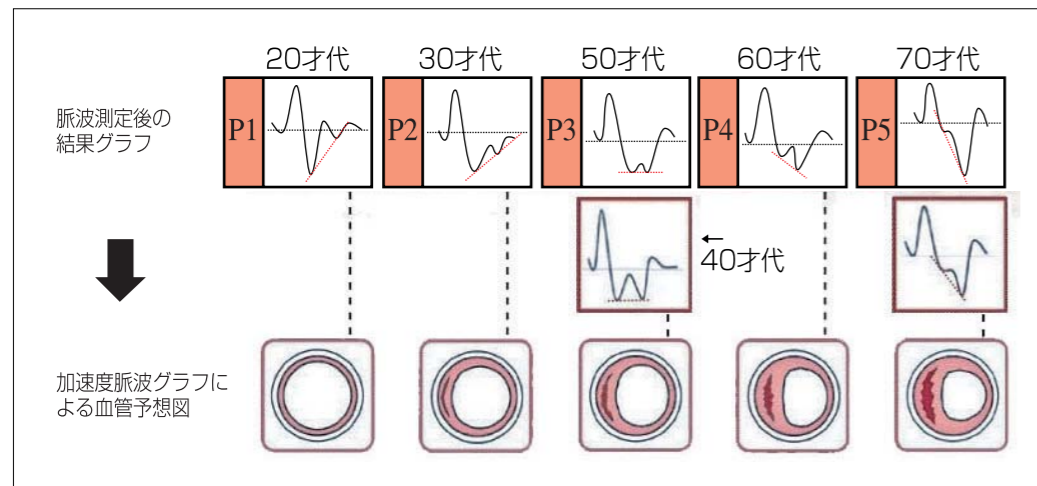 20才代 30才代 50才代 60才代 70才代
脈波測定後の
結果グラフ
P1 P2 P3 P4 P5
←
40才代
加速度脈波グラフに
よる血管予想図